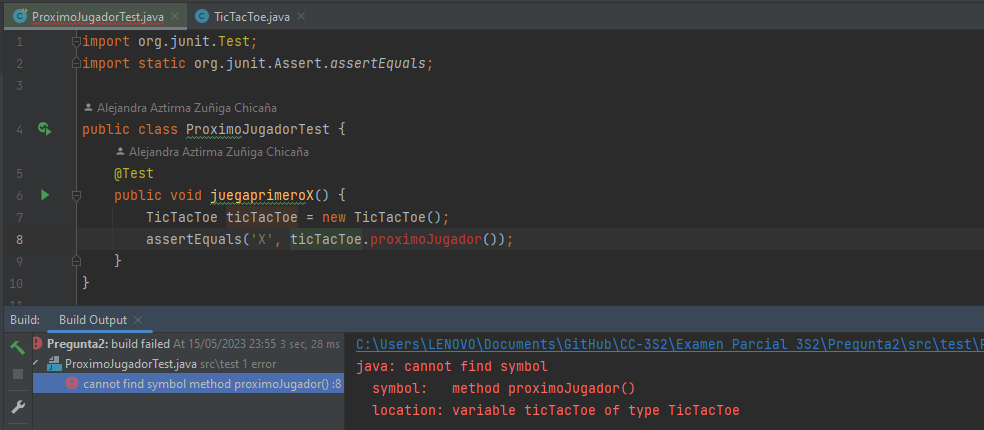 ProximoJugadorTest.java
TicTacToe.java
1 import org.junit.Test;
2 import static org.junit.Assert.assertEquals;
3
Alejandra Aztirma Zuñiga Chicaña
4 public class ProximoJugadorTest {
Alejandra Aztirma Zuñiga Chicaña
5 @Test
6 public void juegaprimeroX() {
7 TicTacToe ticTacToe = new TicTacToe();
8 assertEquals('X', ticTacToe.proximoJugador());
9 }
10 }
11
Build: Build Output
Pregunta2: build failed At 15/05/2023 23:55 3 sec, 28 ms
ProximoJugadorTest.java src\test 1 error
cannot find symbol method proximoJugador() :8
C:\Users\LENOVO\Documents\GitHub\CC-3S2\Examen Parcial 3S2\Pregunta2\src\test\
java: cannot find symbol
symbol: method proximoJugador()
location: variable ticTacToe of type TicTacToe